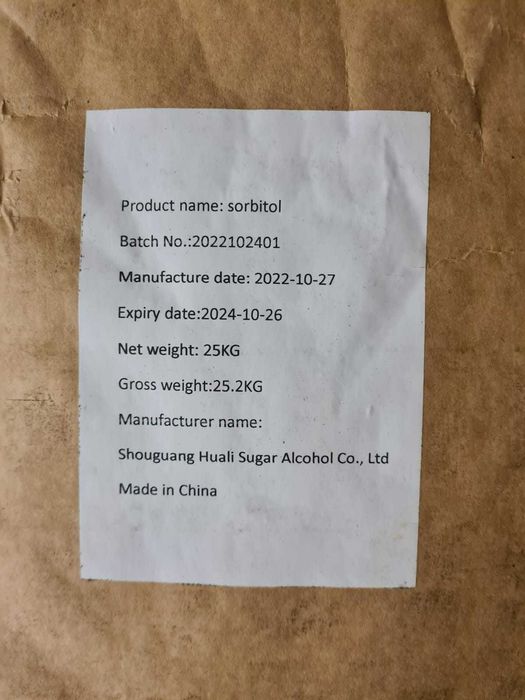 Product name: sorbitol
Batch No.:2022102401
Manufacture date: 2022-10-27
Expiry date:2024-10-26
Net weight: 25KG
Gross weight:25.2KG
Manufacturer name:
Shouguang Huali Sugar Alcohol Co., Ltd
Made in China